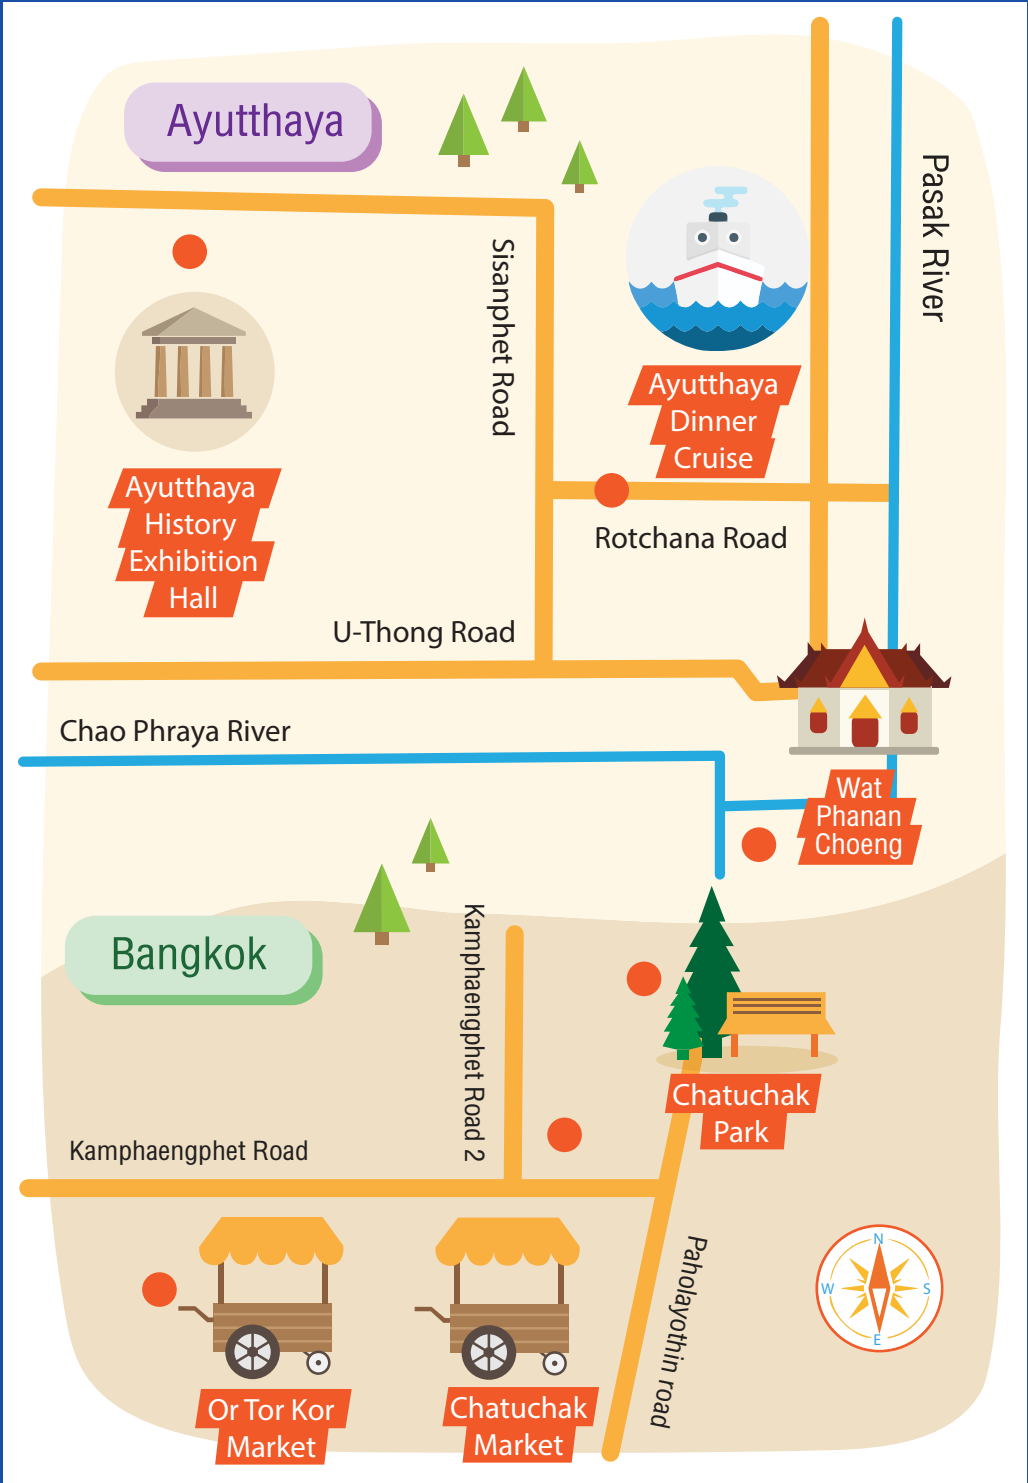 Ayutthaya
Pasak River
Sisanphet Road
Ayutthaya
Dinner
Cruise
Ayutthaya
History
Exhibition
Hall
Rotchana Road
U-Thong Road
Chao Phraya River
Wat
Phanan
Choeng
Bangkok
Kamphaengphet Road 2
Chatuchak
Park
Kamphaengphet Road
Paholayothin road
N
W
S
E
Or Tor Kor
Market
Chatuchak
Market